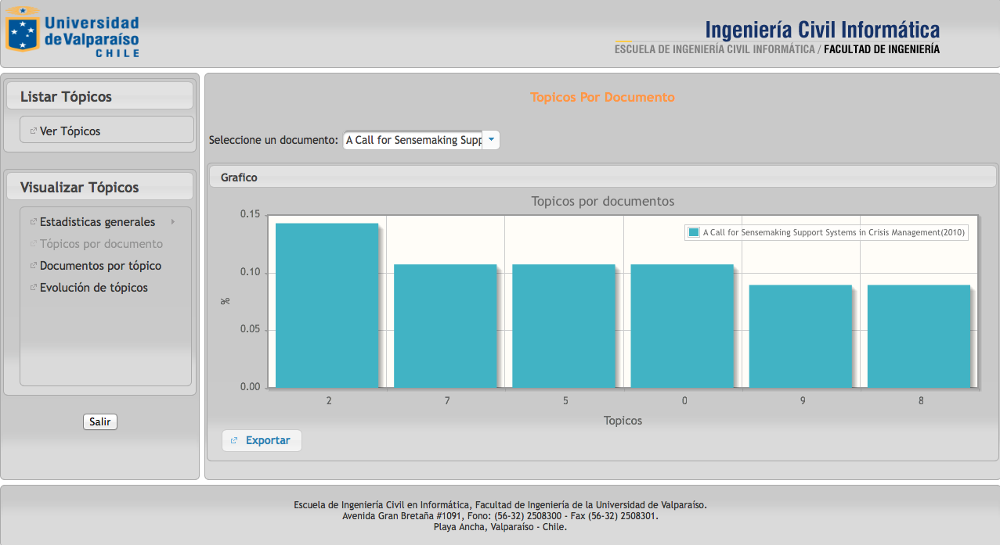 Universidad
de Valparaíso
CHILE
Ingeniería Civil Informática
ESCUELA DE INGENIERÍA CIVIL INFORMÁTICA / FACULTAD DE INGENIERÍA
Listar Tópicos
Ver Tópicos
Visualizar Tópicos
Estadisticas generales
Tópicos por documento
Documentos por tópico
Evolución de tópicos
Salir
Topicos Por Documento
Seleccione un documento: A Call for Sensemaking Supp
Grafico
Topicos por documentos
A Call for Sensemaking Support Systems in Crisis Management(2010)
0.15
0.10
0.05
0.00
%
2 7 5 0 9 8
Topicos
Exportar
Escuela de Ingeniería Civil en Informática, Facultad de Ingeniería de la Universidad de Valparaíso.
Avenida Gran Bretaña #1091, Fono: (56-32) 2508300 - Fax (56-32) 2508301.
Playa Ancha, Valparaíso - Chile.